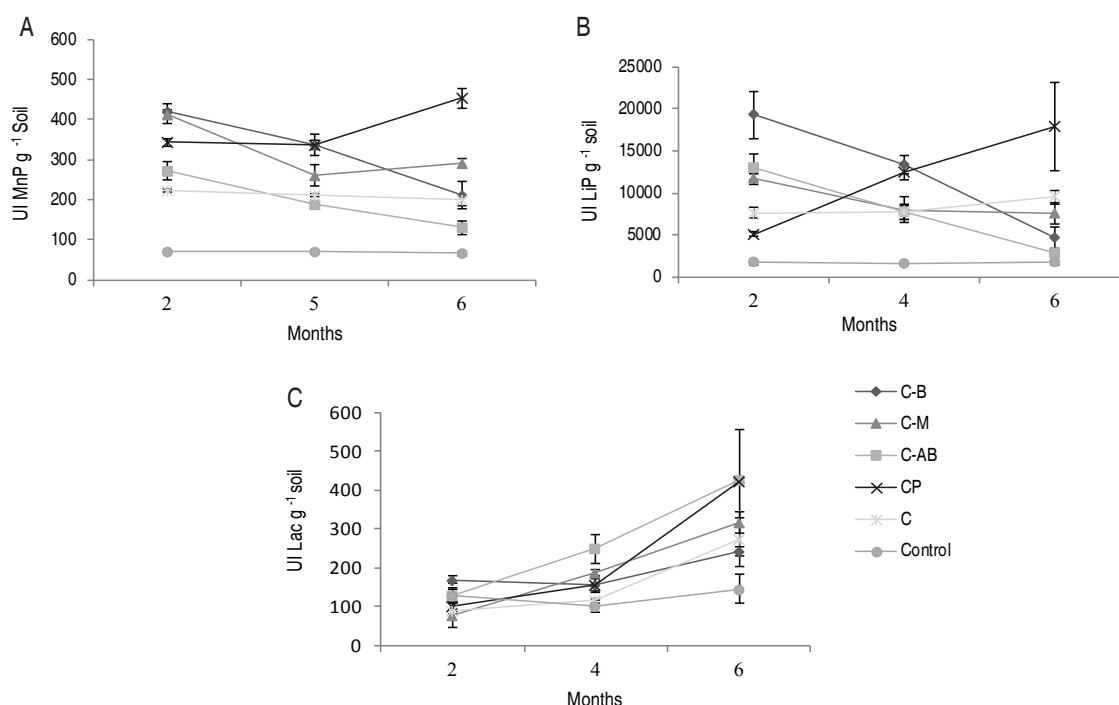 A
UI MnP g -1 Soil
600
500
400
300
200
100
0
2 5 6
Months
B
UI LiP g -1 soil
25000
20000
15000
10000
5000
0
2 4 6
Months
C
UI Lac g -1 soil
600
500
400
300
200
100
0
2 4 6
Months
C-B
C-M
C-AB
CP
C
Control